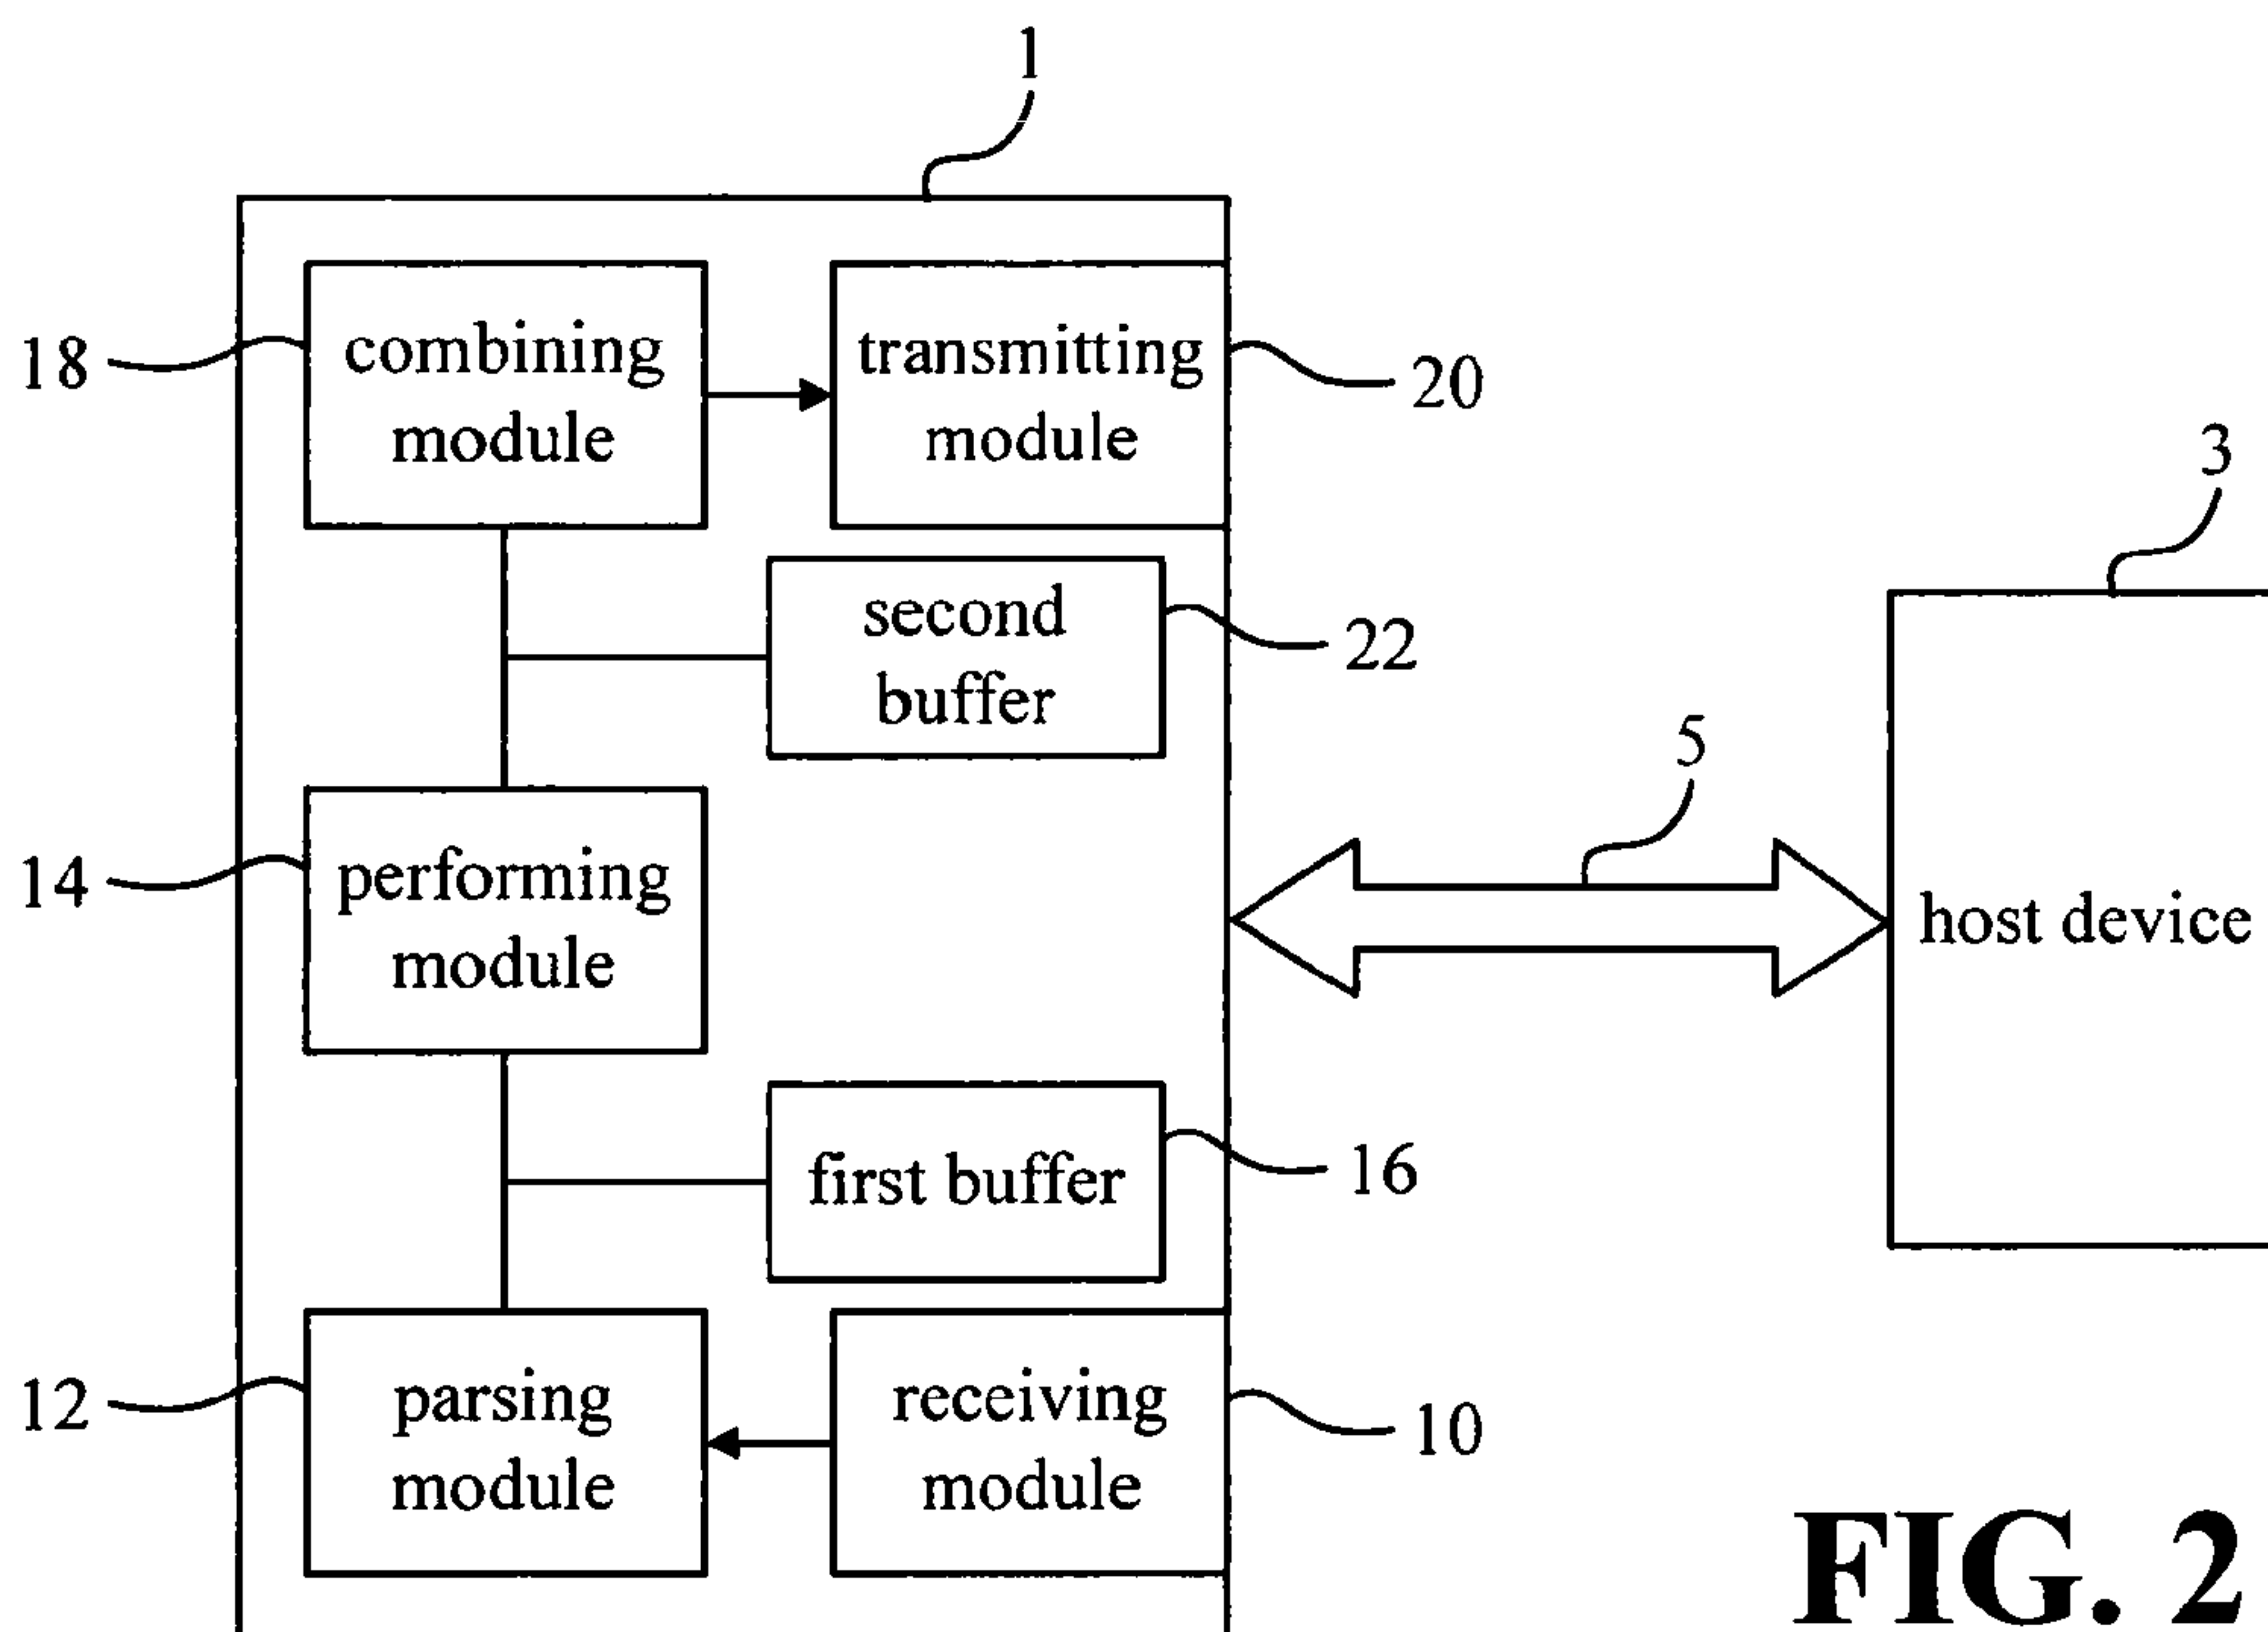 1
18
combining
module
transmitting
module
20
3
second
buffer
22
5
14
performing
module
host device
first buffer
16
12
parsing
module
receiving
module
10
FIG. 2